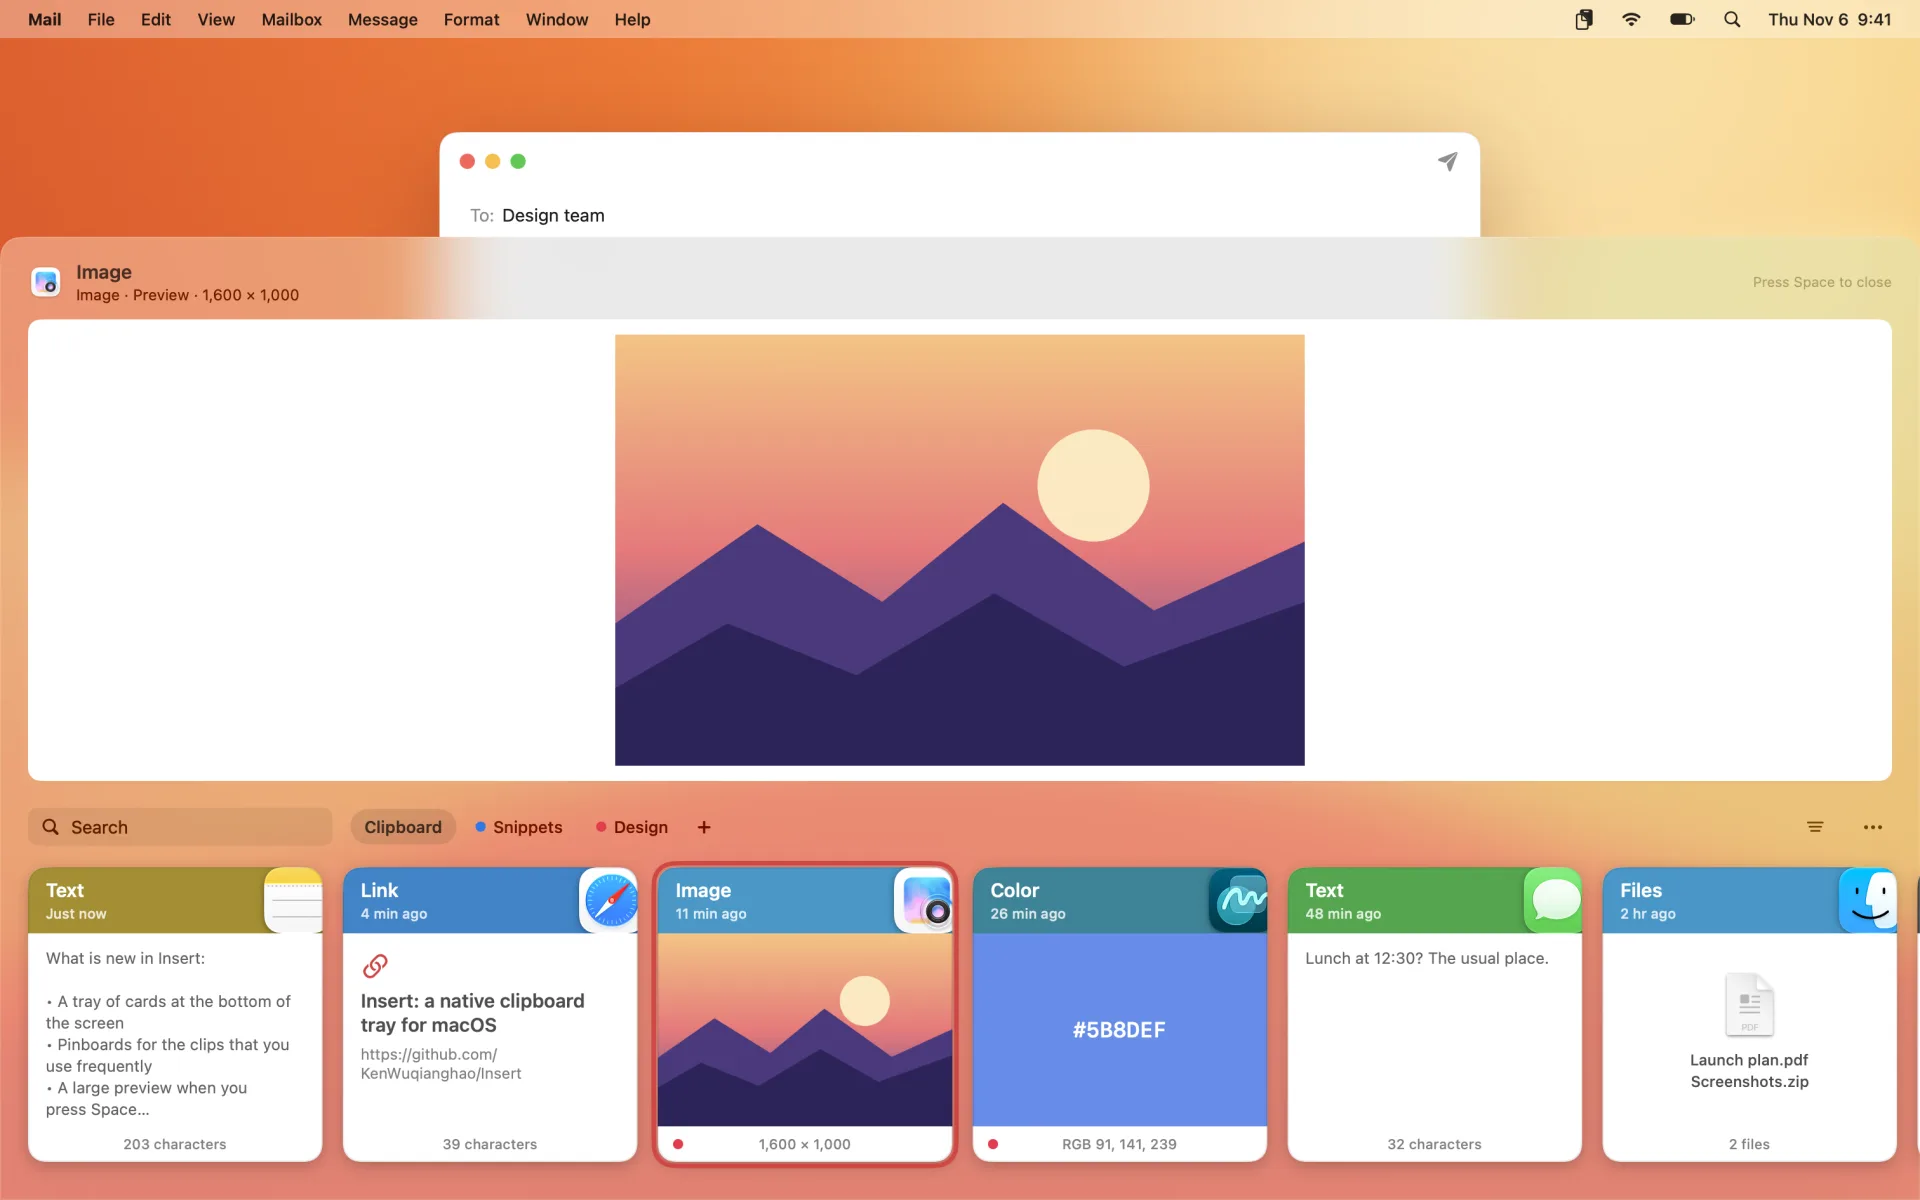 Mail File Edit View Mailbox Message Format Window Help Thu Nov 6 9:41
To: Design team
Image
Image · Preview · 1,600 × 1,000
Press Space to close
Search Clipboard Snippets Design +
Text
Just now
What is new in Insert:
• A tray of cards at the bottom of
the screen
• Pinboards for the clips that you
use frequently
• A large preview when you
press Space...
203 characters
Link
4 min ago
Insert: a native clipboard
tray for macOS
https://github.com/
KenWuqianghao/Insert
39 characters
Image
11 min ago
1,600 × 1,000
Color
26 min ago
#5B8DEF
RGB 91, 141, 239
Text
48 min ago
Lunch at 12:30? The usual place.
32 characters
Files
2 hr ago
PDF
Launch plan.pdf
Screenshots.zip
2 files